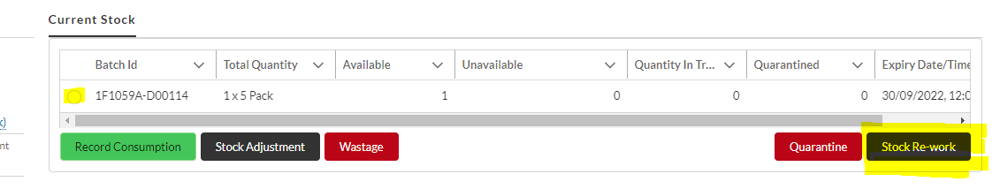 Current Stock
Batch Id Total Quantity Available Unavailable Quantity In Tr... Quarantined Expiry Date/Time
1F1059A-D00114 1 x 5 Pack 1 0 0 0 30/09/2022, 12:0
k)
nt
Record Consumption Stock Adjustment Wastage Quarantine Stock Re-work